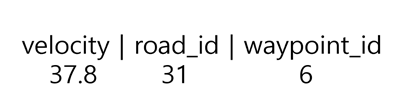 velocity | road_id | waypoint_id
37.8 31 6